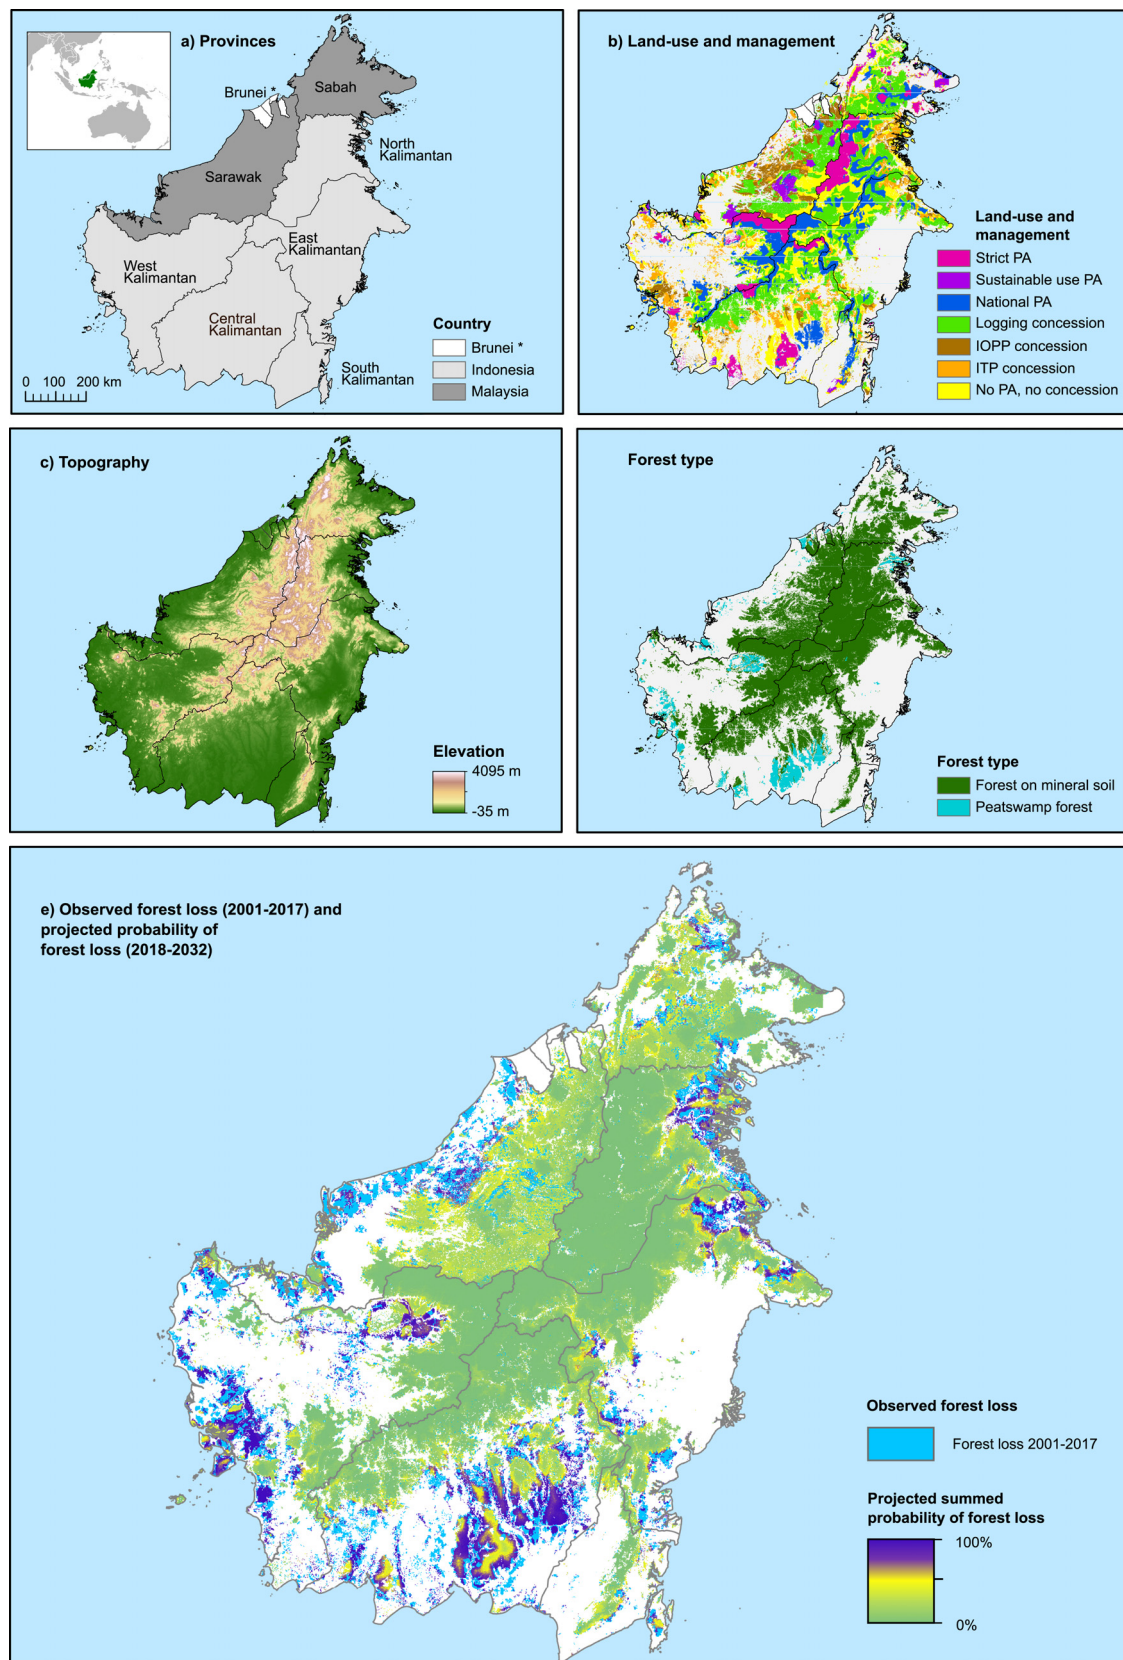 a) Provinces
Brunei *
Sabah
North
Kalimantan
Sarawak
East
Kalimantan
West
Kalimantan
Central
Kalimantan
South
Kalimantan
Country
Brunei *
Indonesia
Malaysia
0 100 200 km
b) Land-use and management
Land-use and
management
Strict PA
Sustainable use PA
National PA
Logging concession
IOPP concession
ITP concession
No PA, no concession
c) Topography
Elevation
4095 m
-35 m
Forest type
Forest type
Forest on mineral soil
Peatswamp forest
e) Observed forest loss (2001-2017) and
projected probability of
forest loss (2018-2032)
Observed forest loss
Forest loss 2001-2017
Projected summed
probability of forest loss
100%
0%